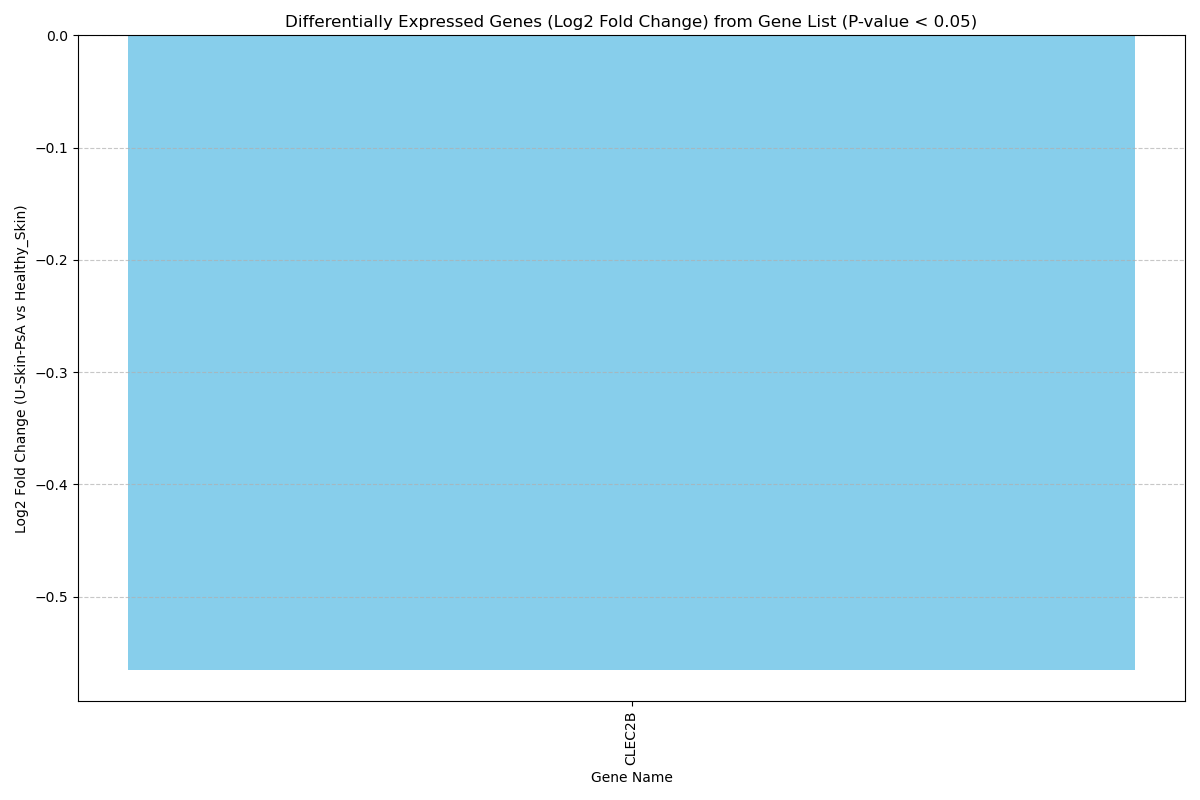 Differentially Expressed Genes (Log2 Fold Change) from Gene List (P-value < 0.05)
Log2 Fold Change (U-Skin-PsA vs Healthy_Skin)
0.0
−0.1
−0.2
−0.3
−0.4
−0.5
CLEC2B
Gene Name